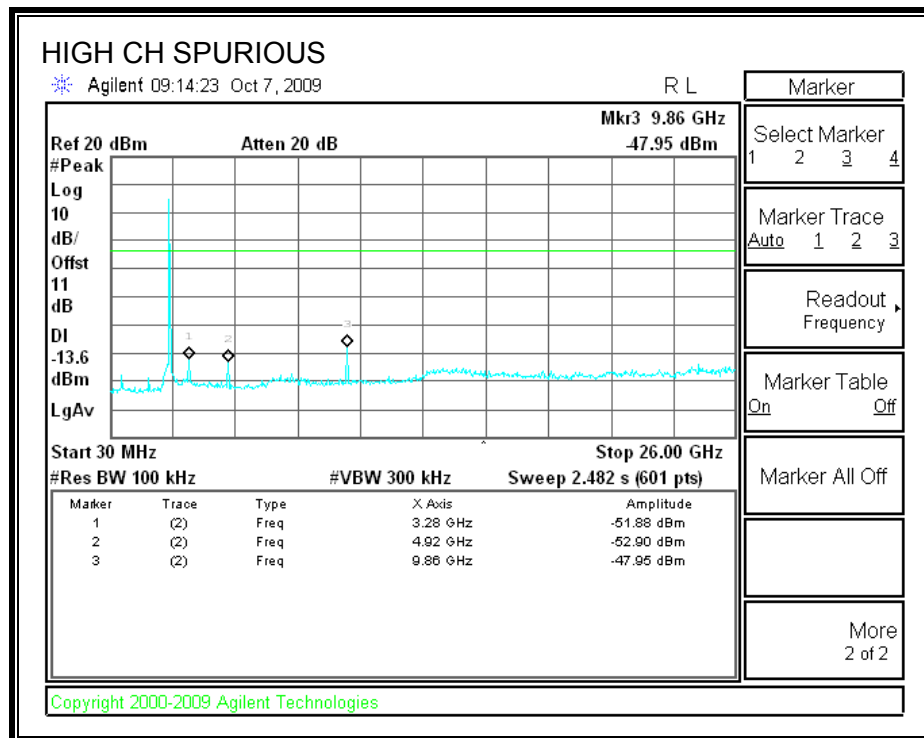 HIGH CH SPURIOUS
Agilent 09:14:23 Oct 7, 2009 R L
Mkr3 9.86 GHz
Ref 20 dBm Atten 20 dB -47.95 dBm
#Peak
Log
10
dB/
Offst
11
dB
DI
-13.6
dBm
LgAv
1
2
3
Start 30 MHz Stop 26.00 GHz
#Res BW 100 kHz #VBW 300 kHz Sweep 2.482 s (601 pts)
Marker Trace Type X Axis Amplitude
1 (2) Freq 3.28 GHz -51.88 dBm
2 (2) Freq 4.92 GHz -52.90 dBm
3 (2) Freq 9.86 GHz -47.95 dBm
Marker
Select Marker
1 2 3 4
Marker Trace
Auto 1 2 3
Readout
Frequency
Marker Table
On Off
Marker All Off
More
2 of 2
Copyright 2000-2009 Agilent Technologies